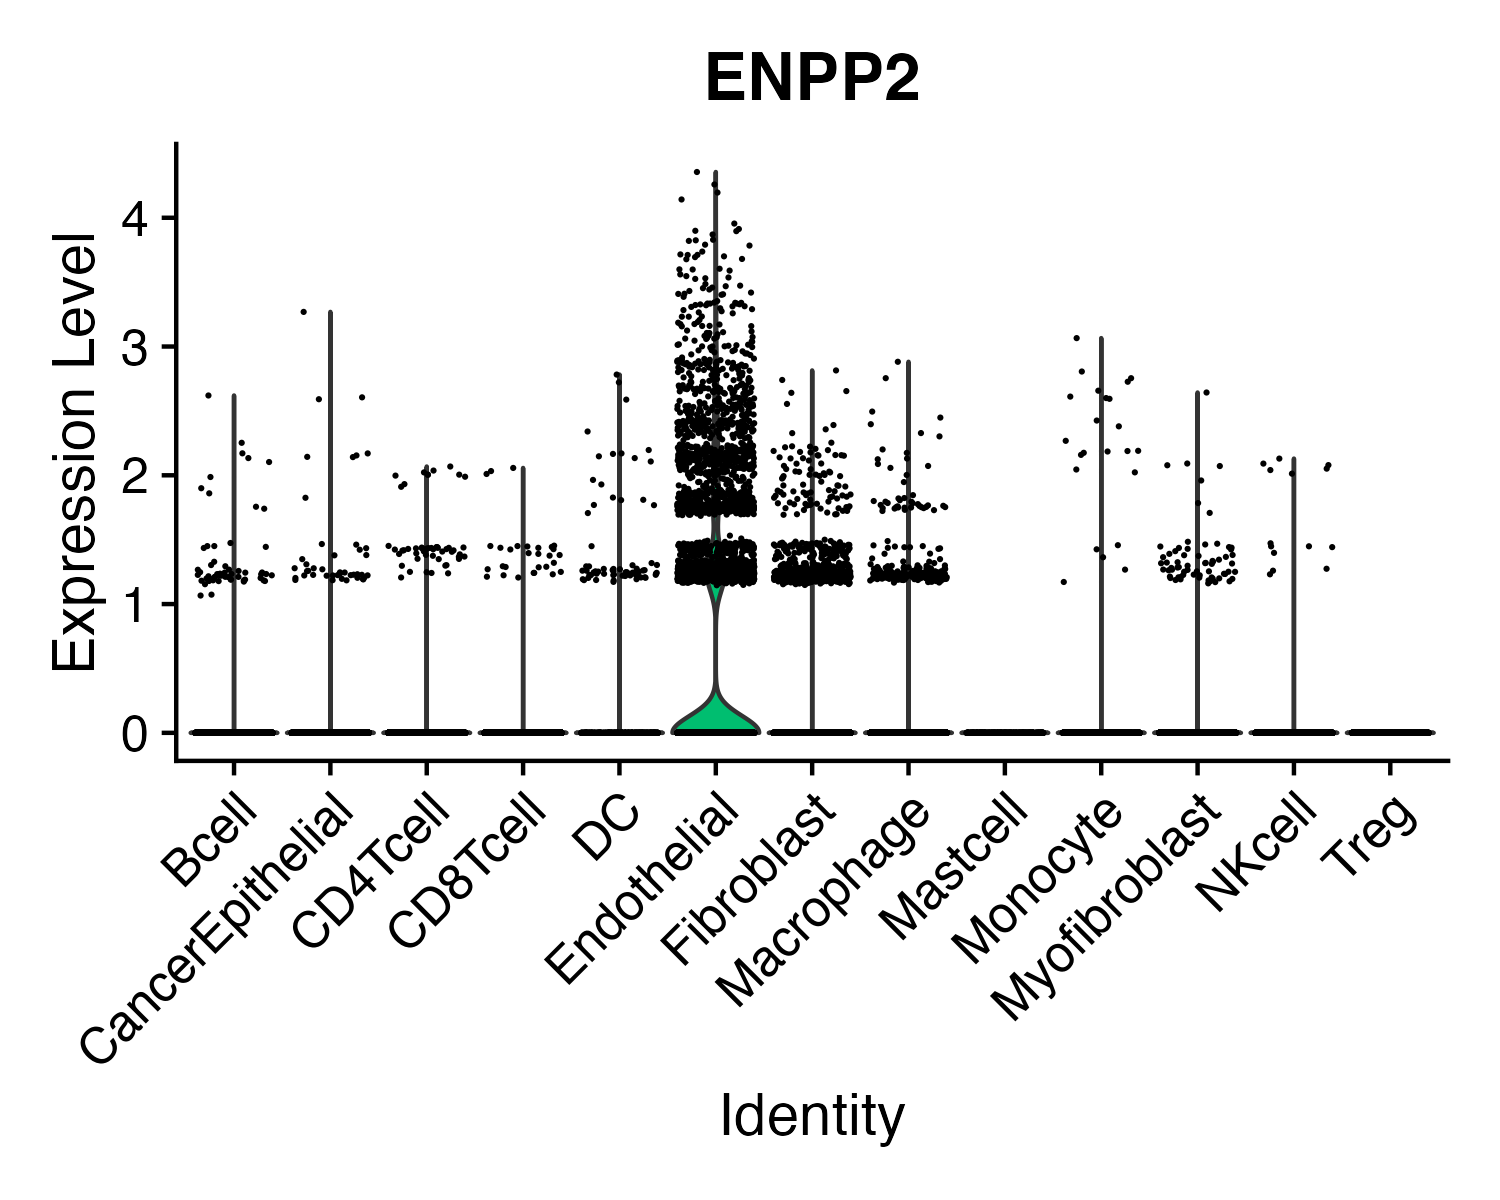 ENPP2
Expression Level
4
3
2
1
0
Bcell
CancerEpithelial
CD4Tcell
CD8Tcell
DC
Endothelial
Fibroblast
Macrophage
Mastcell
Monocyte
Myofibroblast
NKcell
Treg
Identity